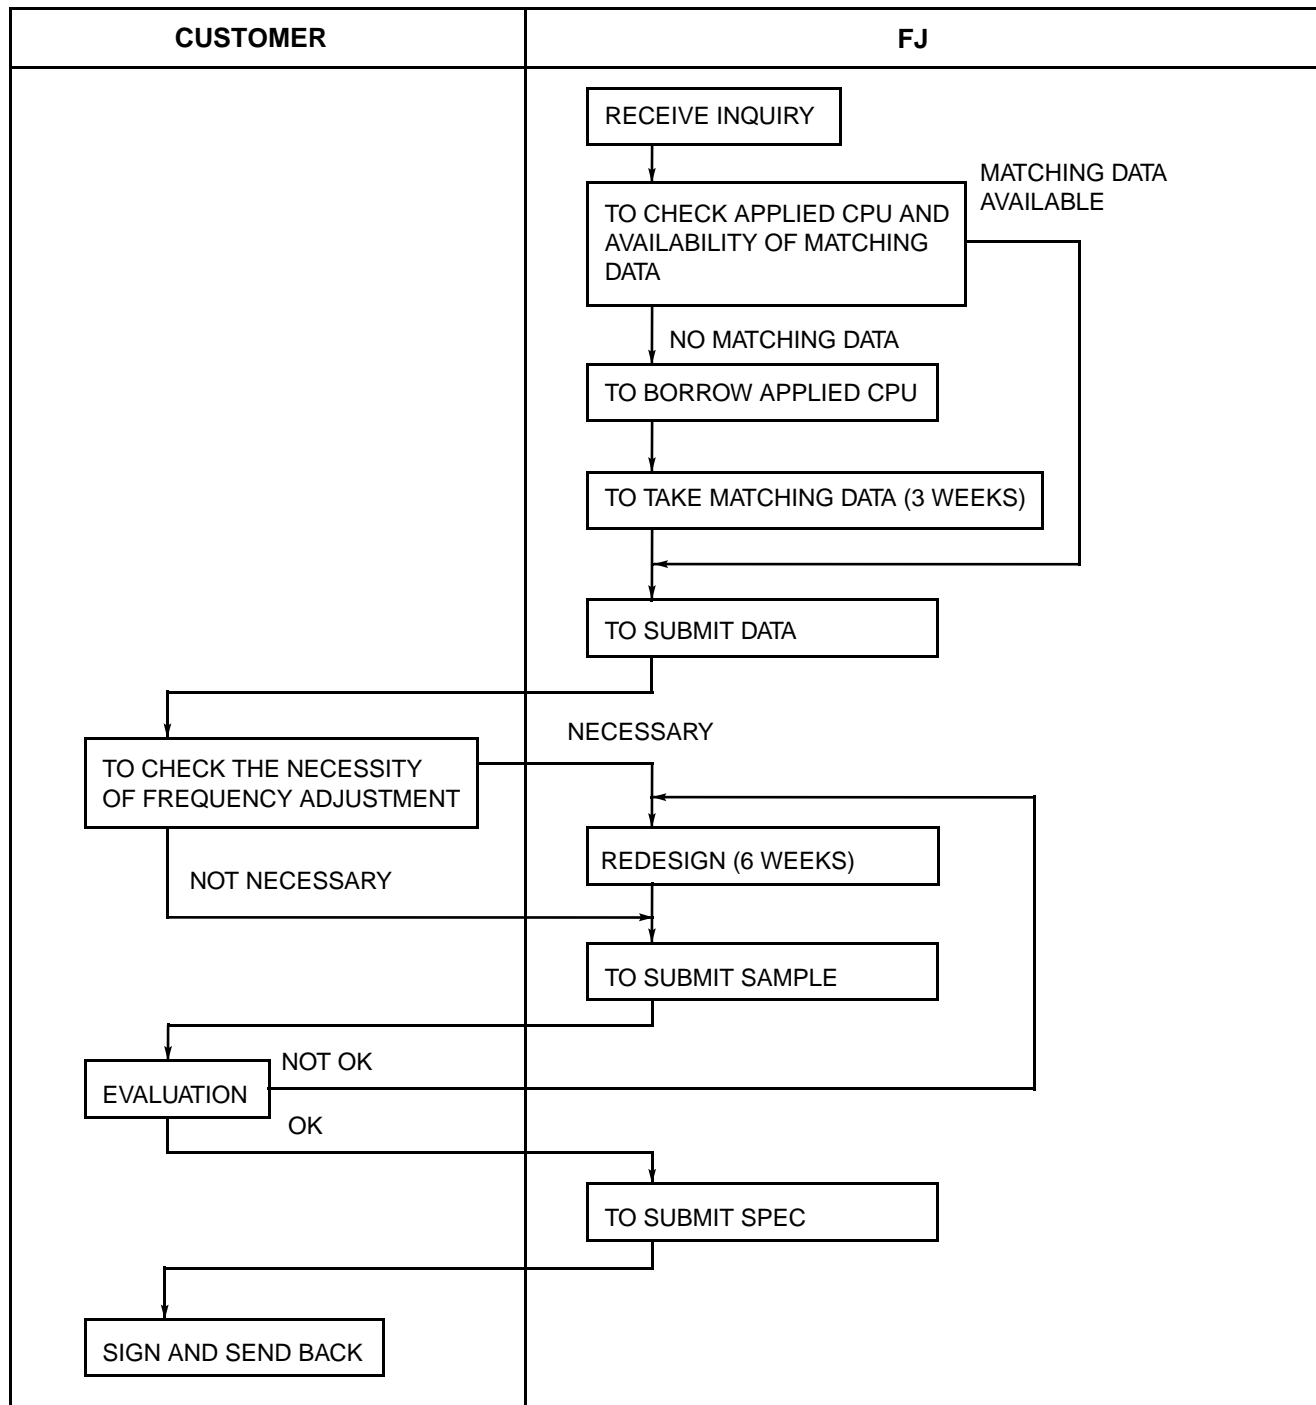 CUSTOMER
FJ
RECEIVE INQUIRY
MATCHING DATA
AVAILABLE
TO CHECK APPLIED CPU AND
AVAILABILITY OF MATCHING
DATA
NO MATCHING DATA
TO BORROW APPLIED CPU
TO TAKE MATCHING DATA (3 WEEKS)
TO SUBMIT DATA
NECESSARY
TO CHECK THE NECESSITY
OF FREQUENCY ADJUSTMENT
REDESIGN (6 WEEKS)
NOT NECESSARY
TO SUBMIT SAMPLE
NOT OK
EVALUATION
OK
TO SUBMIT SPEC
SIGN AND SEND BACK